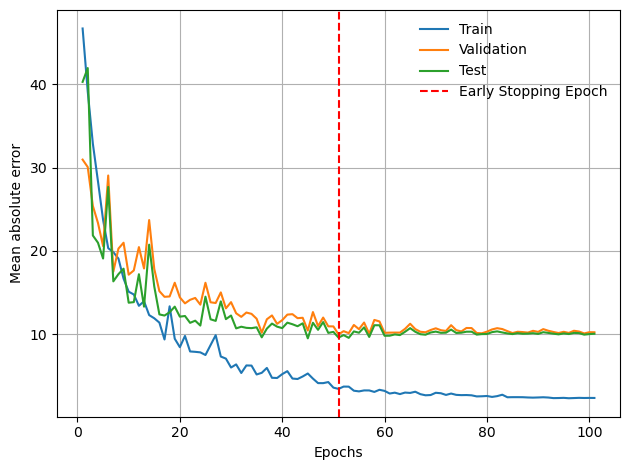 Train
Validation
Test
Early Stopping Epoch
Mean absolute error
40
30
20
10
0 20 40 60 80 100
Epochs